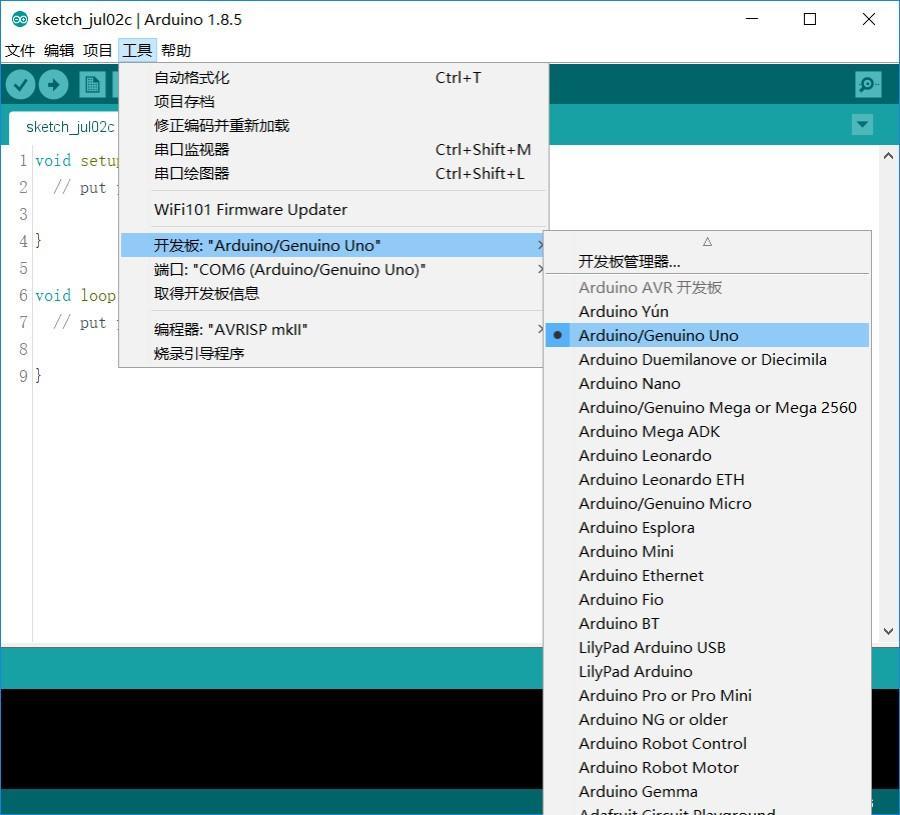 sketch_jul02c | Arduino 1.8.5
文件 编辑 项目 工具 帮助
sketch_jul02c
自动格式化 Ctrl+T
项目存档
修正编码并重新加载
串口监视器 Ctrl+Shift+M
串口绘图器 Ctrl+Shift+L
WiFi101 Firmware Updater
开发板: "Arduino/Genuino Uno"
端口: "COM6 (Arduino/Genuino Uno)"
取得开发板信息
编程器: "AVRISP mkII"
烧录引导程序
1 void setup
2 // put
3
4 }
5
6 void loop
7 // put
8
9 }
开发板管理器...
Arduino AVR 开发板
Arduino Yún
Arduino/Genuino Uno
Arduino Duemilanove or Diecimila
Arduino Nano
Arduino/Genuino Mega or Mega 2560
Arduino Mega ADK
Arduino Leonardo
Arduino Leonardo ETH
Arduino/Genuino Micro
Arduino Esplora
Arduino Mini
Arduino Ethernet
Arduino Fio
Arduino BT
LilyPad Arduino USB
LilyPad Arduino
Arduino Pro or Pro Mini
Arduino NG or older
Arduino Robot Control
Arduino Robot Motor
Arduino Gemma
Adafruit Circuit Playground